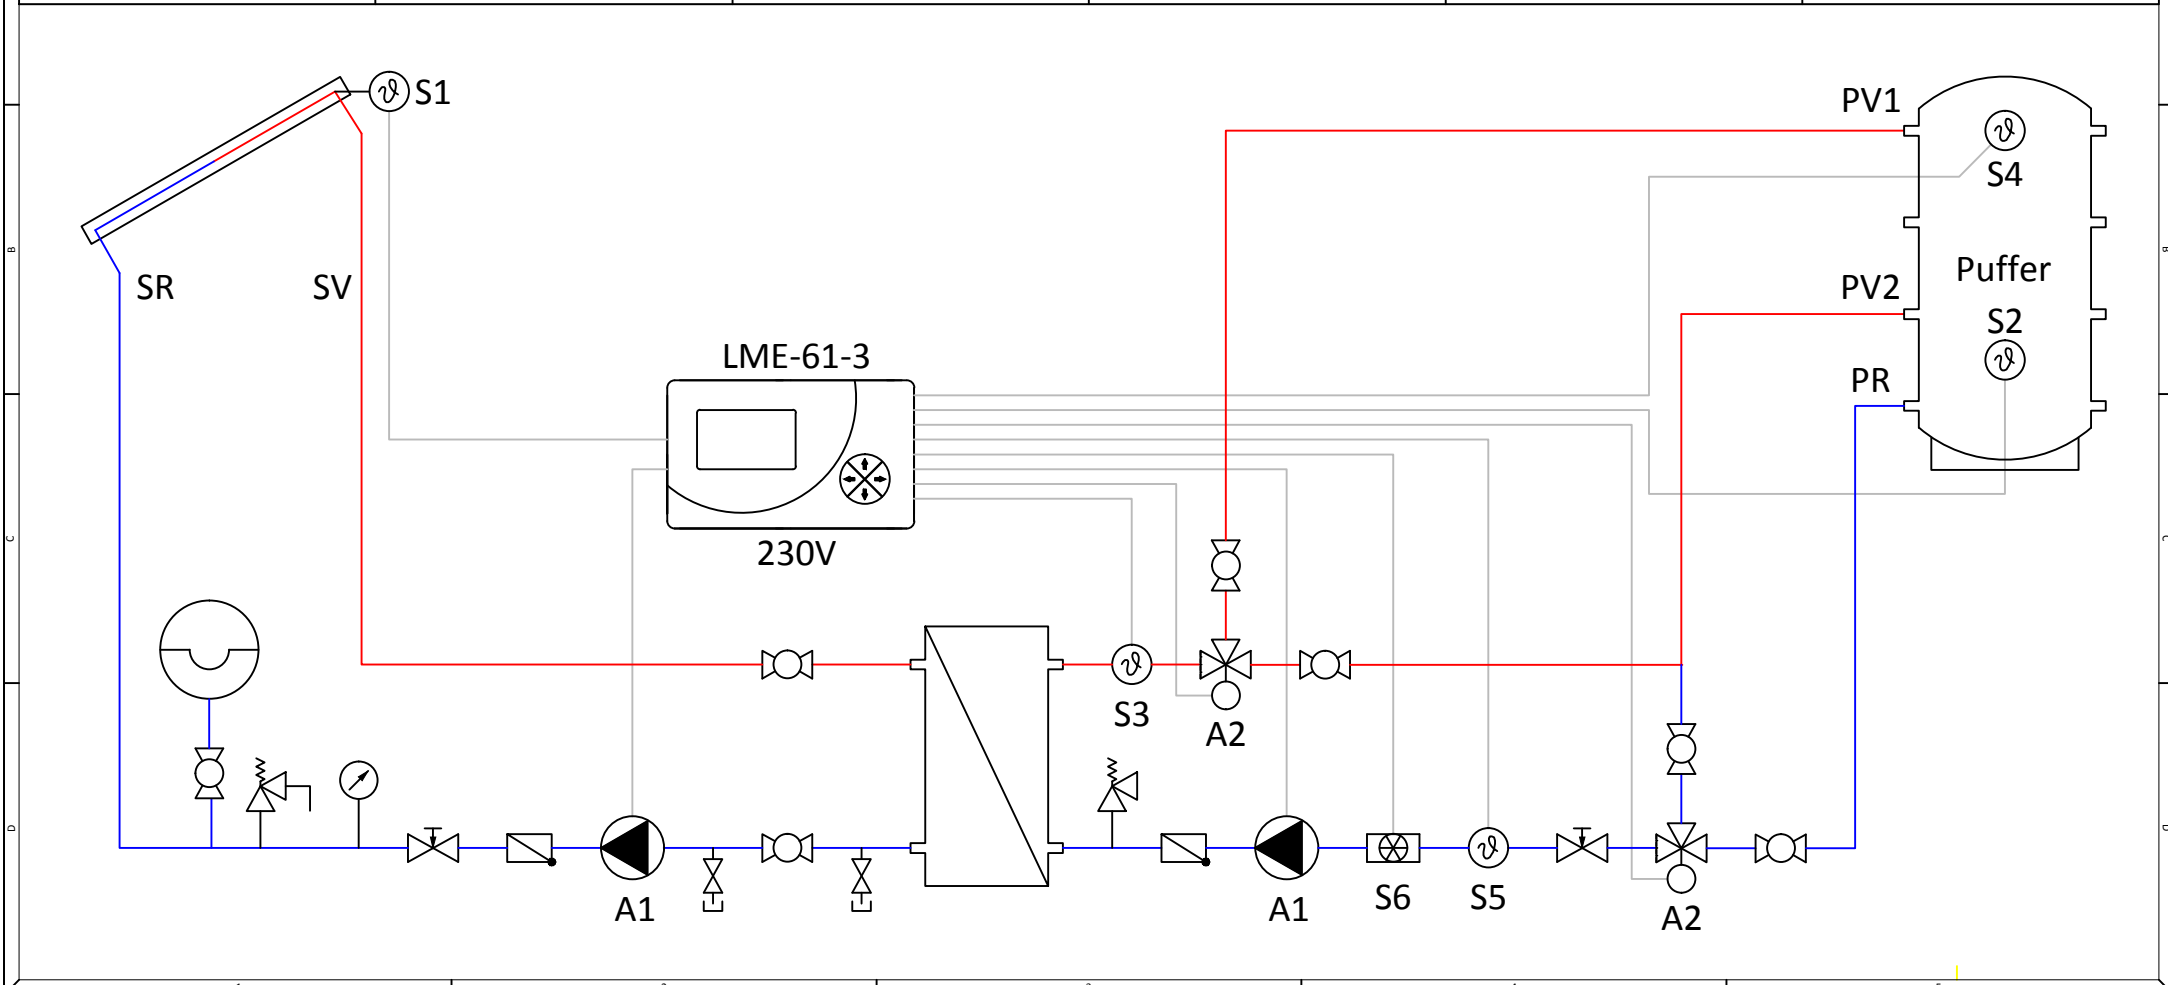 S1
PV1
S4
SR
SV
Puffer
PV2
S2
LME-61-3
PR
230V
S3
A2
A1
A1
S6
S5
A2
B
C
D